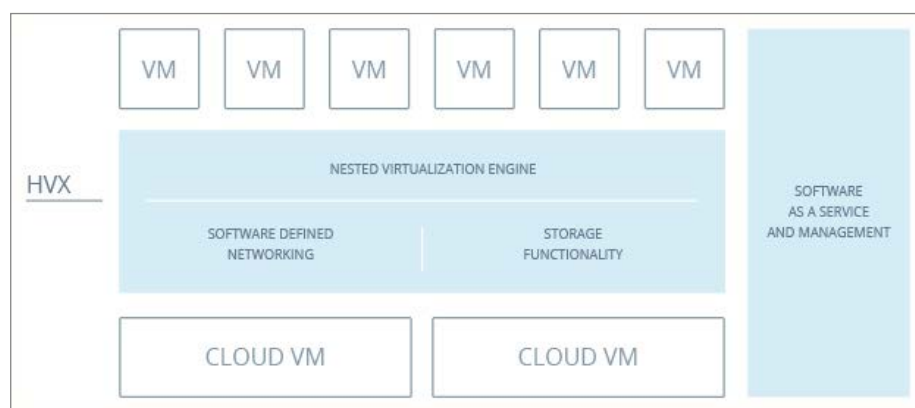 VM VM VM VM VM VM
HVX
NESTED VIRTUALIZATION ENGINE
SOFTWARE DEFINED
NETWORKING
STORAGE
FUNCTIONALITY
SOFTWARE
AS A SERVICE
AND MANAGEMENT
CLOUD VM
CLOUD VM